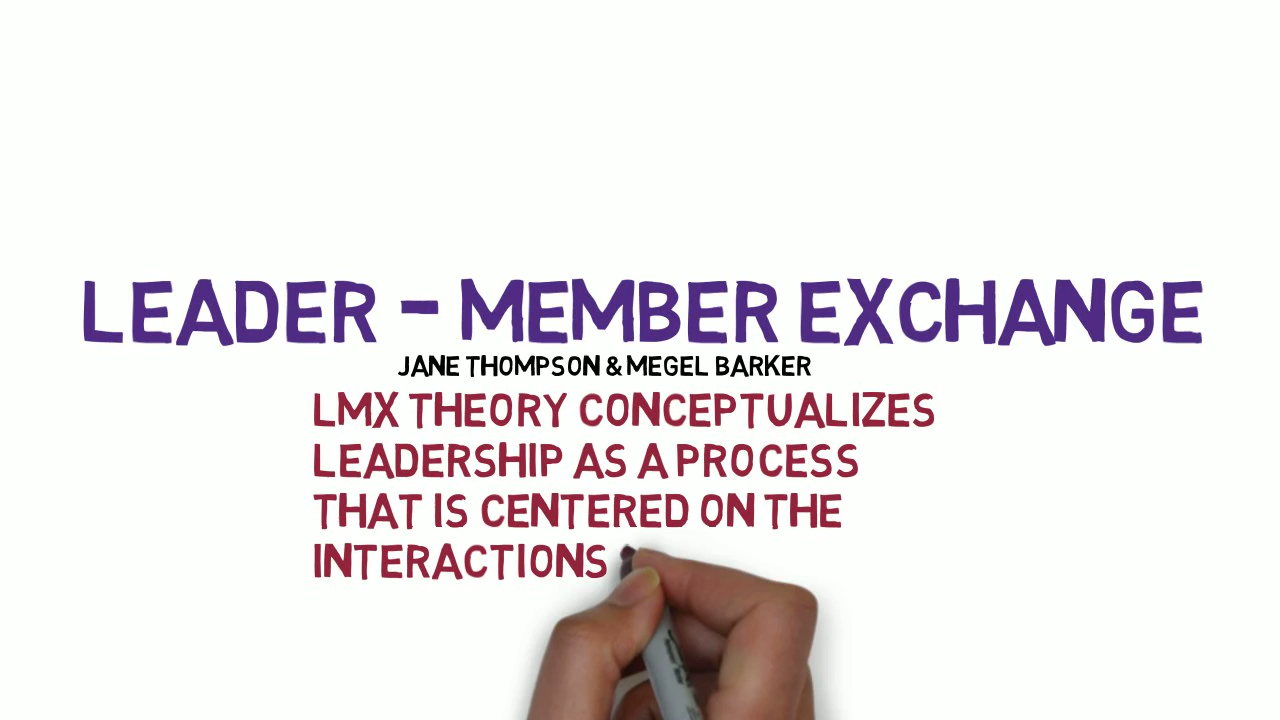 LEADER - MEMBER EXCHANGE
JANE THOMPSON & MEGEL BARKER
LMX THEORY CONCEPTUALIZES
LEADERSHIP AS A PROCESS
THAT IS CENTERED ON THE
INTERACTIONS